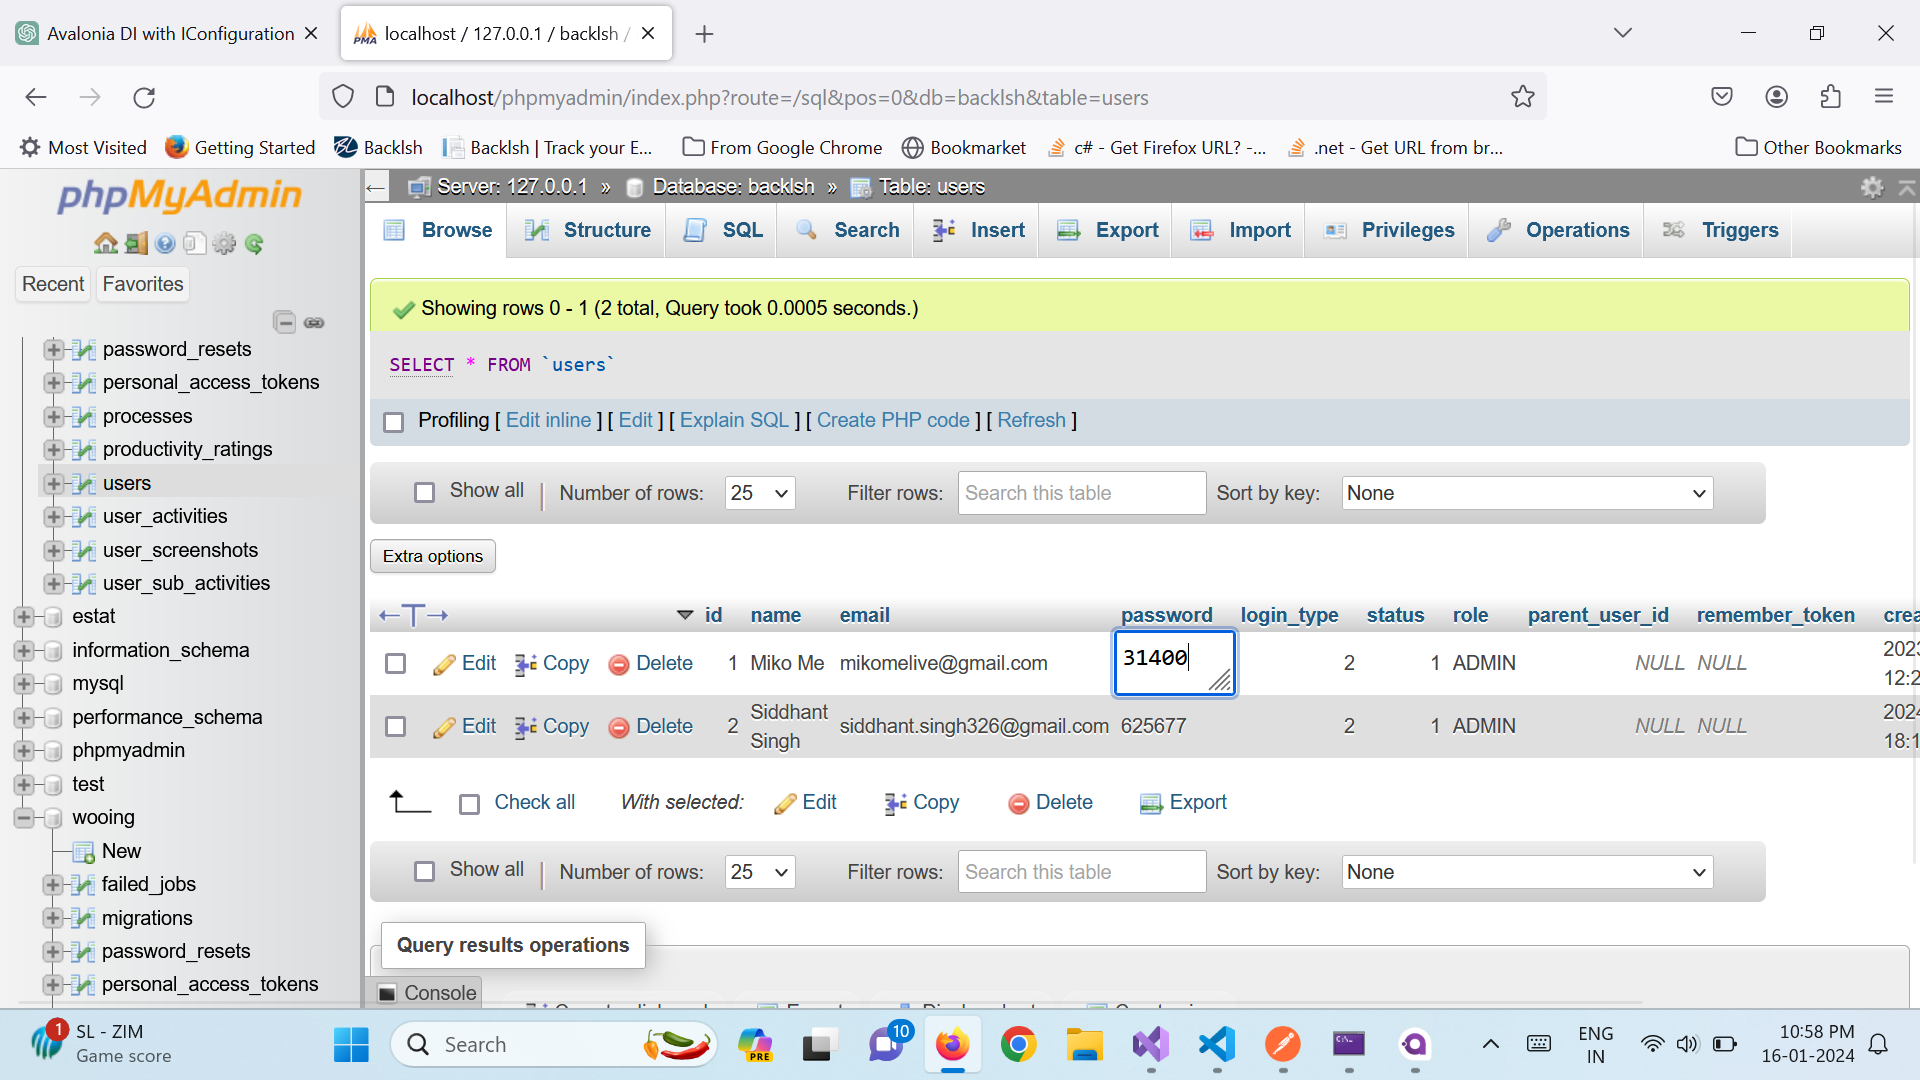 Avalonia DI with IConfiguration
localhost / 127.0.0.1 / backlsh /
localhost/phpmyadmin/index.php?route=/sql&pos=0&db=backlsh&table=users
Most Visited Getting Started Backlsh Backlsh | Track your E... From Google Chrome Bookmarket c# - Get Firefox URL? -... .net - Get URL from br... Other Bookmarks
phpMyAdmin
Recent Favorites
password_resets
personal_access_tokens
processes
productivity_ratings
users
user_activities
user_screenshots
user_sub_activities
estat
information_schema
mysql
performance_schema
phpmyadmin
test
wooing
New
failed_jobs
migrations
password_resets
personal_access_tokens
Server: 127.0.0.1 » Database: backlsh » Table: users
Browse Structure SQL Search Insert Export Import Privileges Operations Triggers
Showing rows 0 - 1 (2 total, Query took 0.0005 seconds.)
SELECT * FROM `users`
Profiling [ Edit inline ] [ Edit ] [ Explain SQL ] [ Create PHP code ] [ Refresh ]
Show all | Number of rows: 25 Filter rows: Search this table Sort by key: None
Extra options
id name email password login_type status role parent_user_id remember_token crea
Edit Copy Delete 1 Miko Me mikomelive@gmail.com 31400 2 1 ADMIN NULL NULL 2023
12:2
Edit Copy Delete 2 Siddhant Singh siddhant.singh326@gmail.com 625677 2 1 ADMIN NULL NULL 2024
18:1
Check all With selected: Edit Copy Delete Export
Show all | Number of rows: 25 Filter rows: Search this table Sort by key: None
Query results operations
Console
1 SL - ZIM
Game score
Search
PRE
10
ENG
IN
10:58 PM
16-01-2024